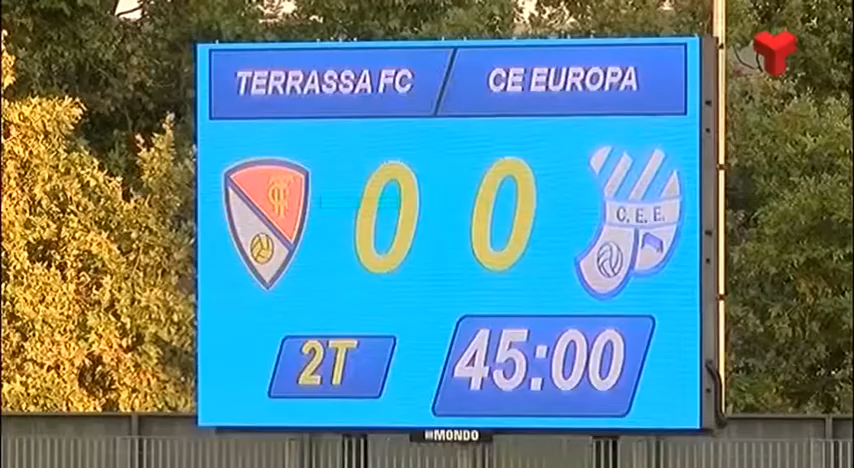 TERRASSA FC CE EUROPA
0 0
C. E. E.
2T 45:00
MONDO